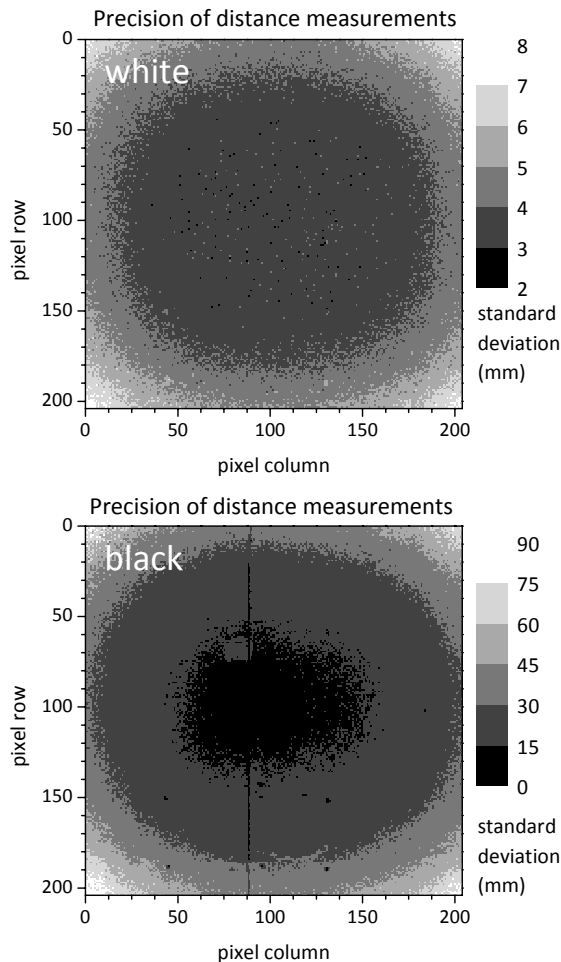 Precision of distance measurements
white
0
50
100
150
200
pixel row
0 50 100 150 200
pixel column
8
7
6
5
4
3
2
standard
deviation
(mm)
Precision of distance measurements
black
0
50
100
150
200
pixel row
0 50 100 150 200
pixel column
90
75
60
45
30
15
0
standard
deviation
(mm)